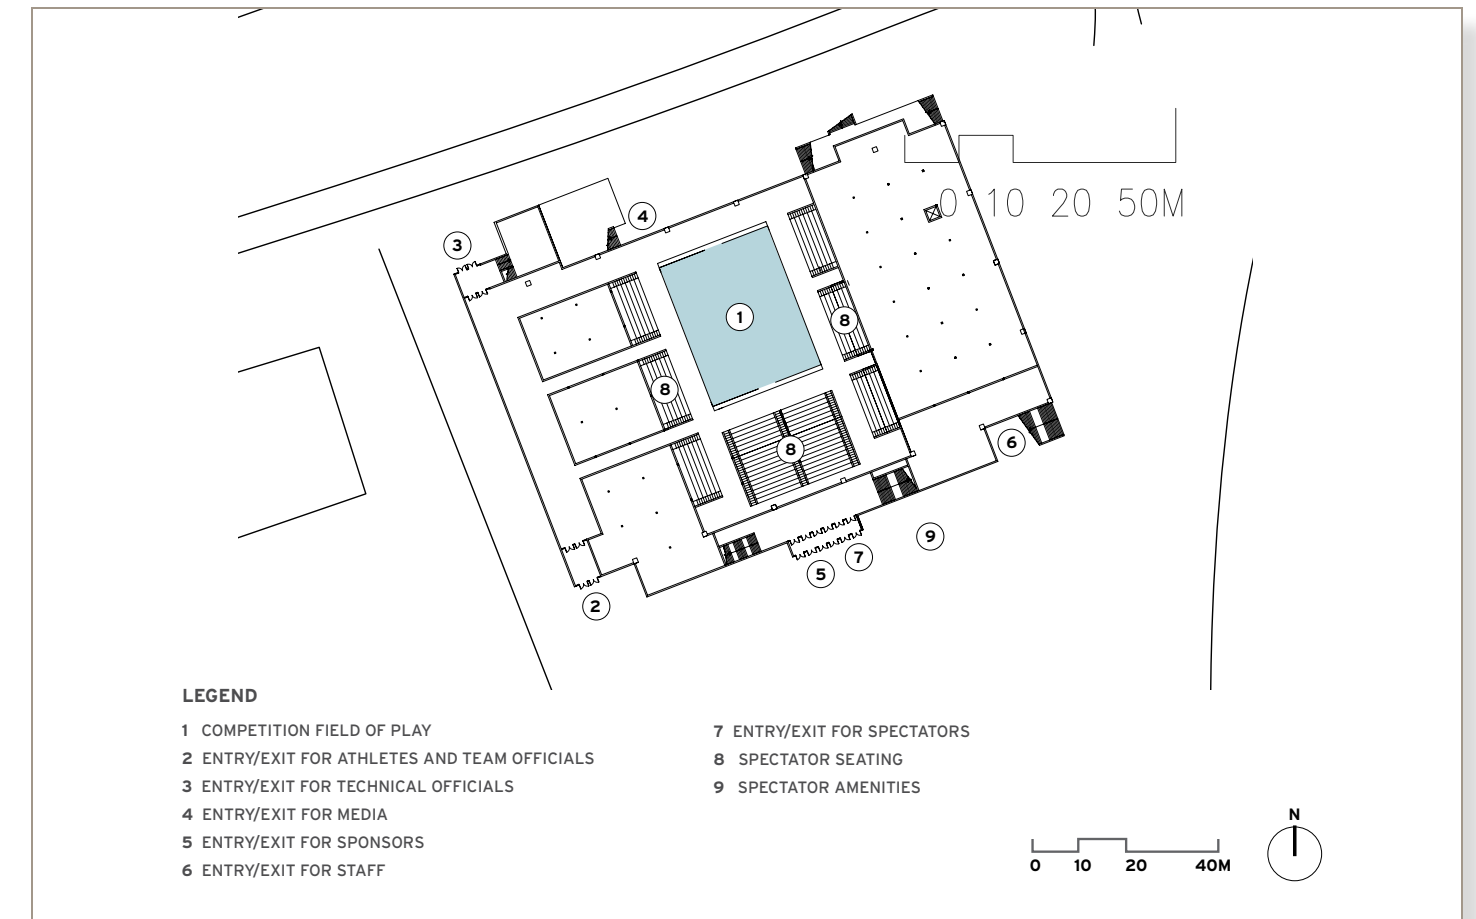 4
3
0 10 20 50M
1
8
8
8
6
9
7
5
2
LEGEND
1 COMPETITION FIELD OF PLAY
2 ENTRY/EXIT FOR ATHLETES AND TEAM OFFICIALS
3 ENTRY/EXIT FOR TECHNICAL OFFICIALS
4 ENTRY/EXIT FOR MEDIA
5 ENTRY/EXIT FOR SPONSORS
6 ENTRY/EXIT FOR STAFF
7 ENTRY/EXIT FOR SPECTATORS
8 SPECTATOR SEATING
9 SPECTATOR AMENITIES
N
0 10 20 40M